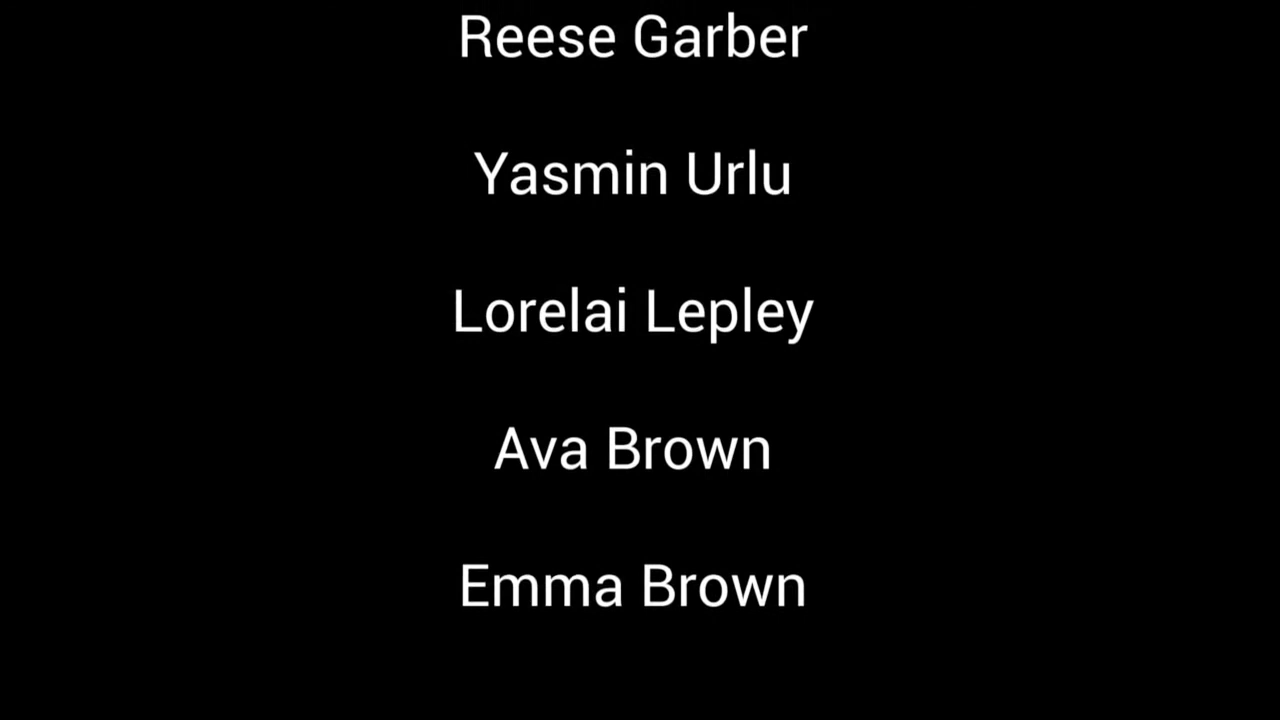 Reese Garber
Yasmin Urlu
Lorelai Lepley
Ava Brown
Emma Brown